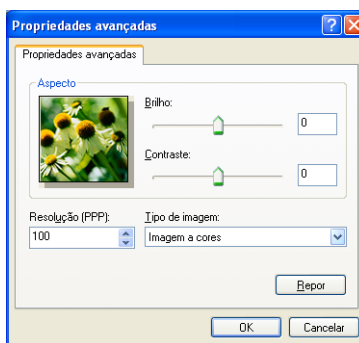 Propriedades avançadas
Propriedades avançadas
Aspecto
Brilho:
0
Contraste:
0
Resolução (PPP):
Tipo de imagem:
100
Imagem a cores
Repor
OK
Cancelar